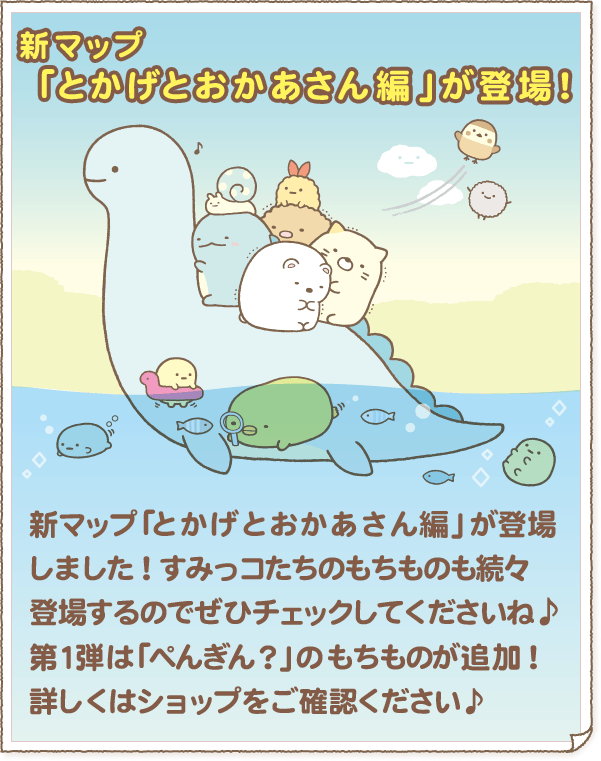 新マップ
「とかげとおかあさん編」が登場!
新マップ「とかげとおかあさん編」が登場
しました!すみっコたちのもちものも続々
登場するのでぜひチェックしてくださいね♪
第1弾は「ぺんぎん?」のもちものが追加!
詳しくはショップをご確認ください♪